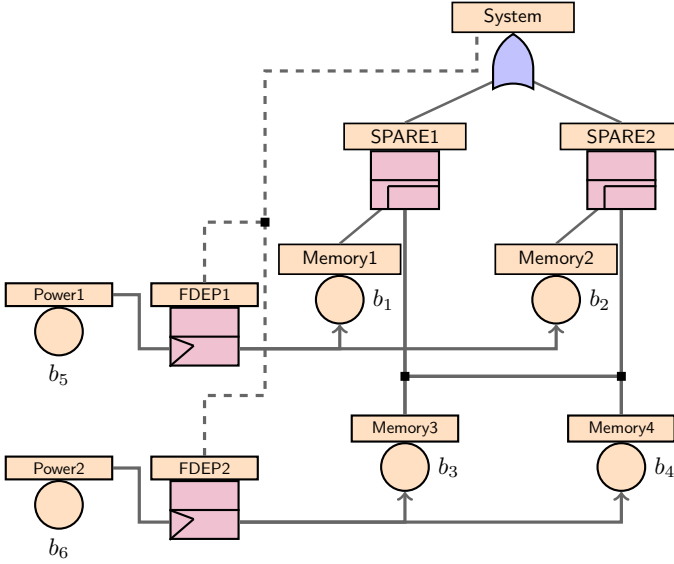 System
SPARE1
SPARE2
Memory1
Memory2
b₁
b₂
Power1
FDEP1
b₅
Memory3
Memory4
b₃
b₄
Power2
FDEP2
b₆